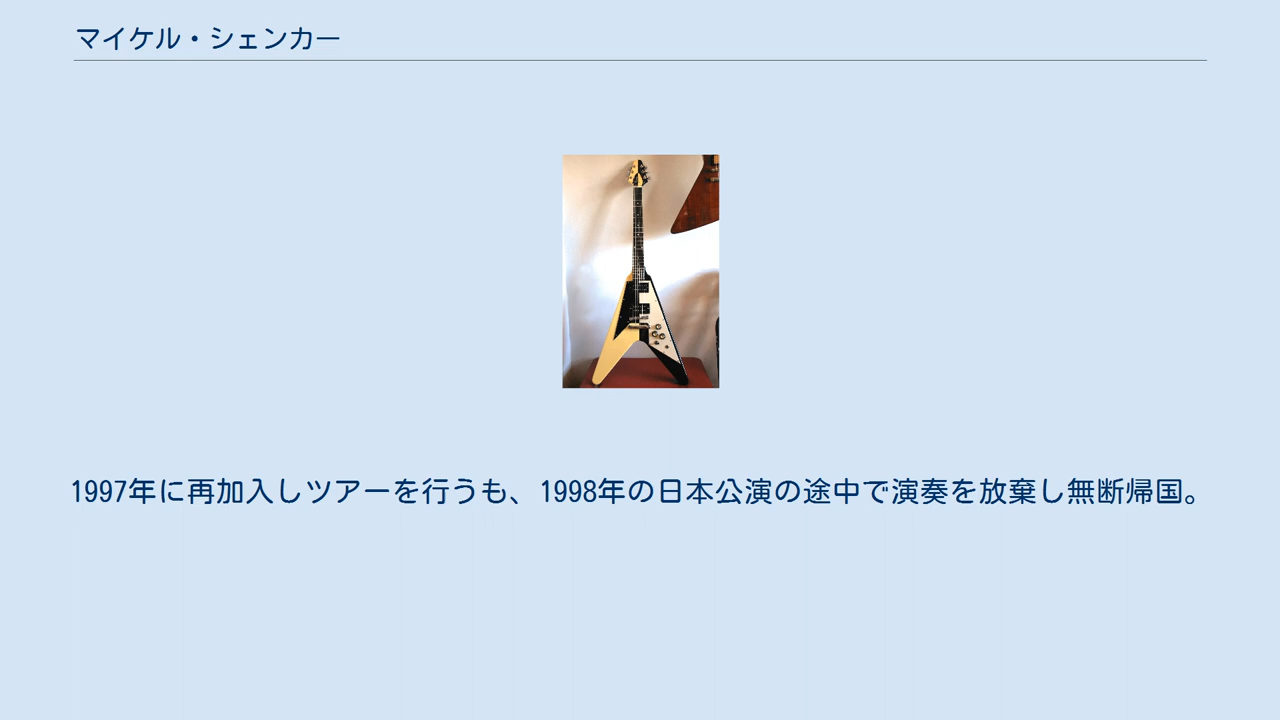 マイケル・シェンカー
1997年に再加入しツアーを行うも、1998年の日本公演の途中で演奏を放棄し無断帰国。